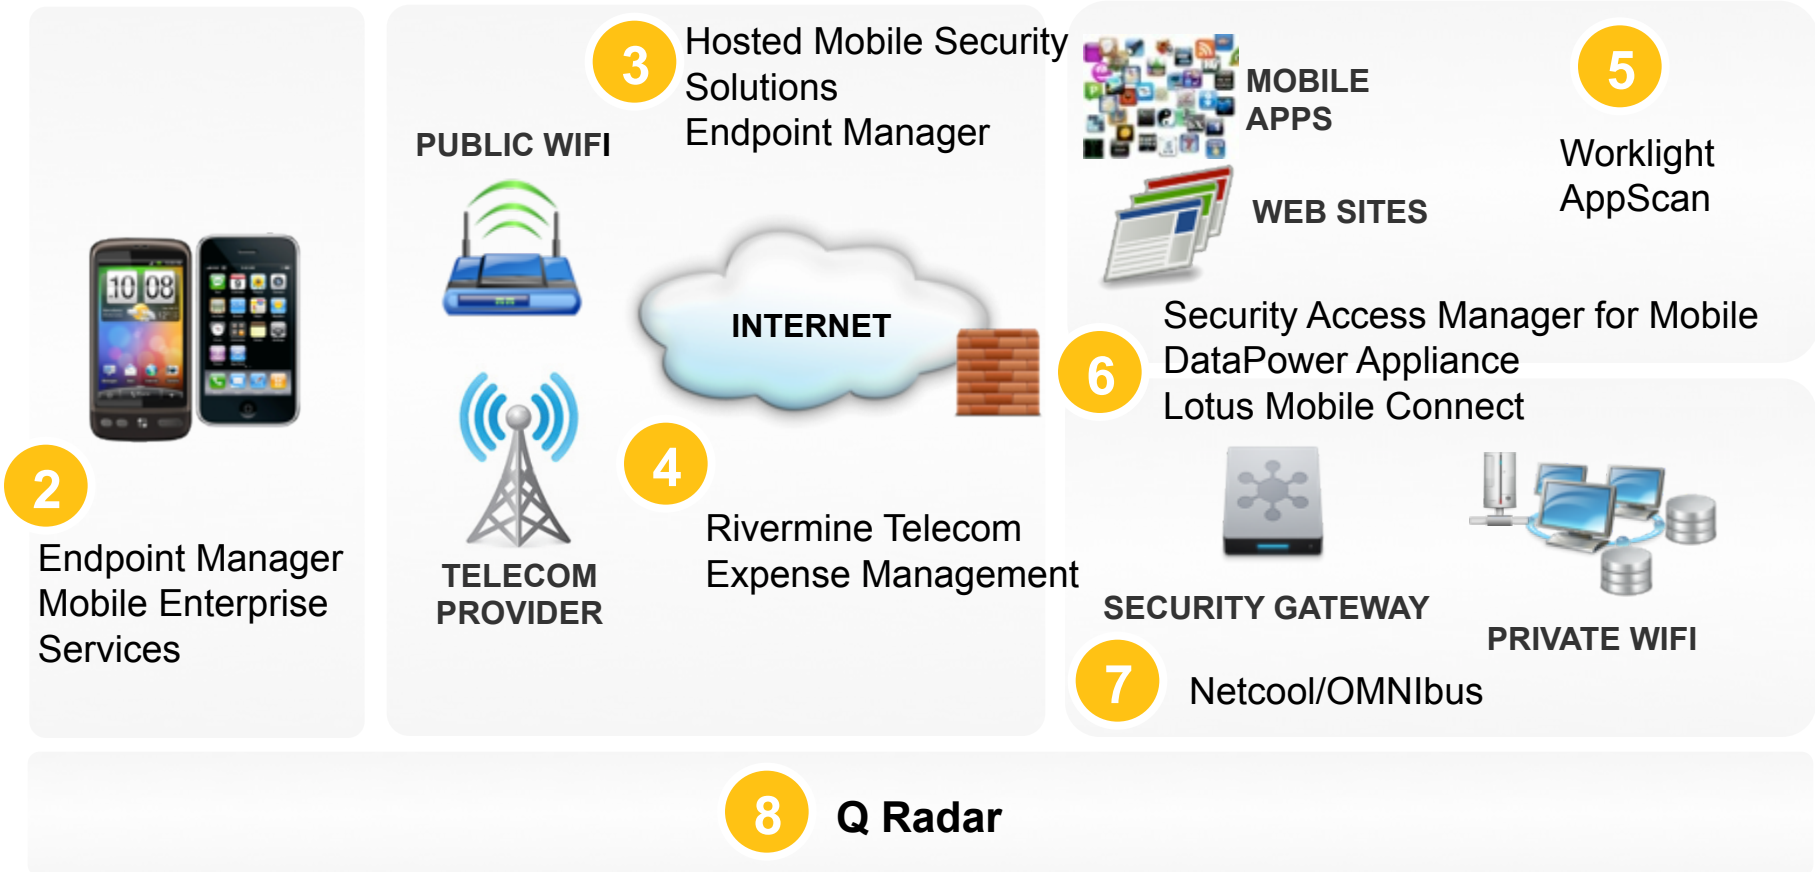 2
Endpoint Manager
Mobile Enterprise
Services
3
Hosted Mobile Security
Solutions
Endpoint Manager
PUBLIC WIFI
INTERNET
4
Rivermine Telecom
Expense Management
TELECOM
PROVIDER
MOBILE
APPS
WEB SITES
5
Worklight
AppScan
6
Security Access Manager for Mobile
DataPower Appliance
Lotus Mobile Connect
SECURITY GATEWAY
PRIVATE WIFI
7
Netcool/OMNIbus
8
Q Radar
10 08